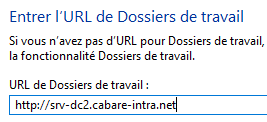 Entrer l'URL de Dossiers de travail
Si vous n'avez pas d'URL pour Dossiers de travail,
la fonctionnalité Dossiers de travail.
URL de Dossiers de travail :
http://srv-dc2.cabare-intra.net